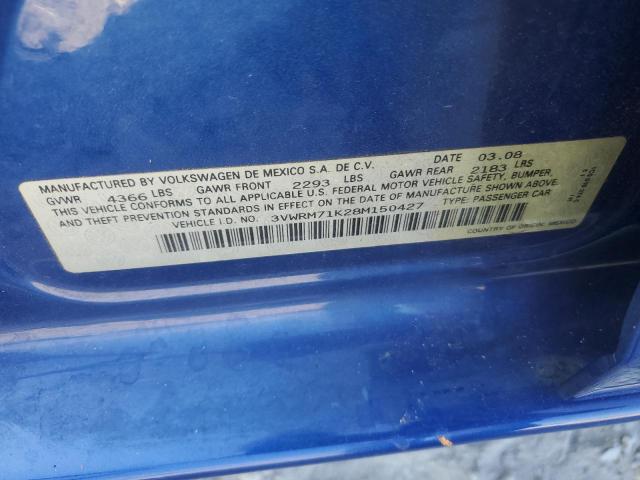 MANUFACTURED BY VOLKSWAGEN DE MEXICO S.A. DE C.V. DATE 03.08
GVWR 4366 LBS GAWR FRONT 2293 LBS GAWR REAR 2183 LBS
THIS VEHICLE CONFORMS TO ALL APPLICABLE U.S. FEDERAL MOTOR VEHICLE SAFETY, BUMPER,
AND THEFT PREVENTION STANDARDS IN EFFECT ON THE DATE OF MANUFACTURE SHOWN ABOVE.
VEHICLE I.D. NO. 3VWRM71K28M150427 TYPE: PASSENGER CAR
COUNTRY OF ORIGIN: MEXICO